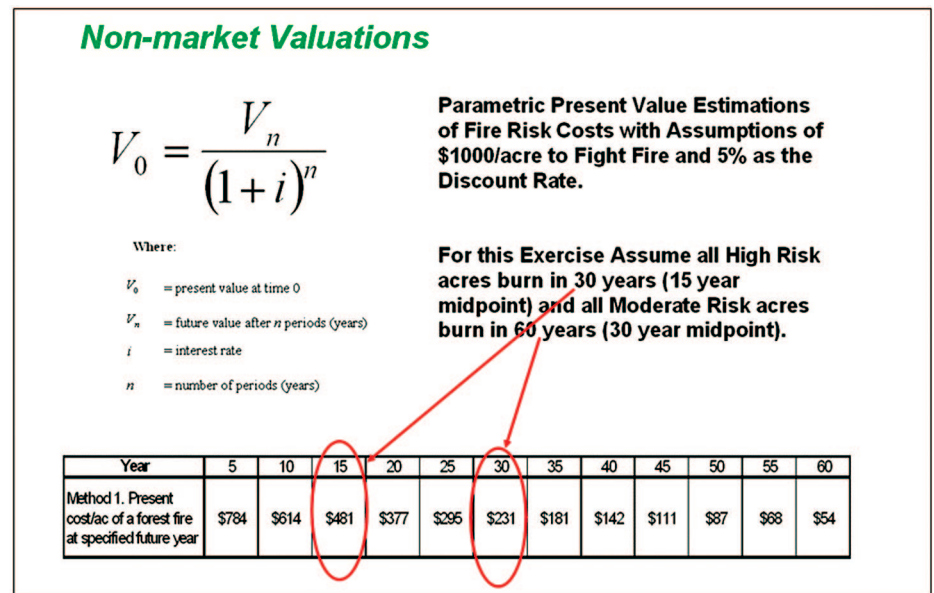 Non-market Valuations
V₀ = Vₙ / (1 + i)ⁿ
Where:
V₀ = present value at time 0
Vₙ = future value after n periods (years)
i = interest rate
n = number of periods (years)
Parametric Present Value Estimations
of Fire Risk Costs with Assumptions of
$1000/acre to Fight Fire and 5% as the
Discount Rate.
For this Exercise Assume all High Risk
acres burn in 30 years (15 year
midpoint) and all Moderate Risk acres
burn in 60 years (30 year midpoint).
Year 5 10 15 20 25 30 35 40 45 50 55 60
Method 1. Present
cost/ac of a forest fire $784 $614 $481 $377 $295 $231 $181 $142 $111 $87 $68 $54
at specified future year